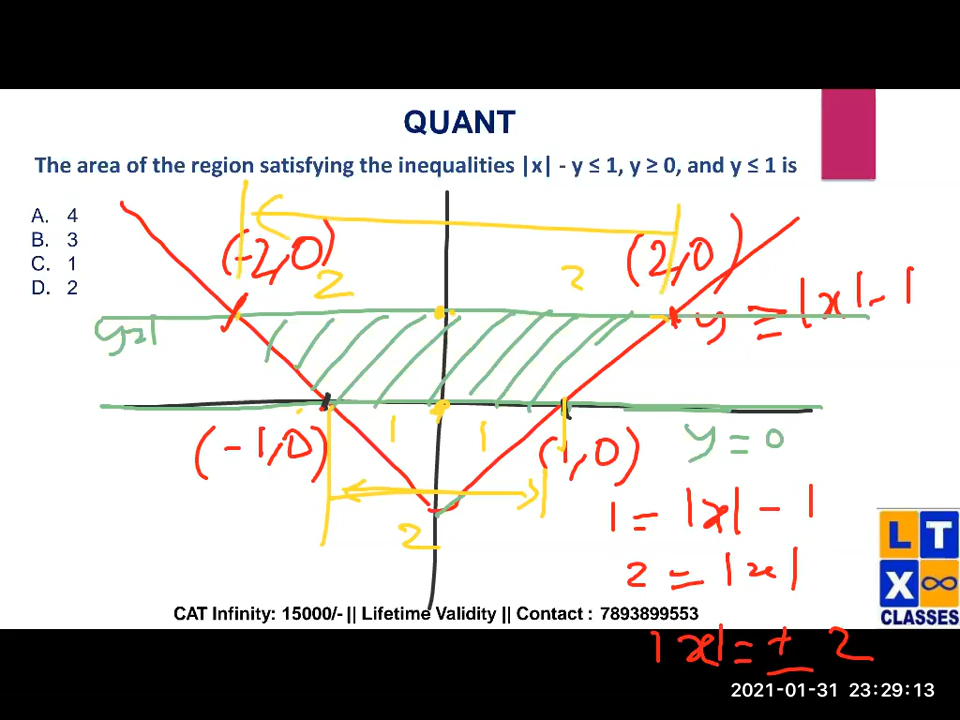 QUANT
The area of the region satisfying the inequalities |x| - y ≤ 1, y ≥ 0, and y ≤ 1 is
A. 4
B. 3
C. 1
D. 2
(-2,0)
(2,0)
2
2
y=1
y = |x| - 1
(-1,0)
1
1
(1,0)
y = 0
2
1 = |x| - 1
2 = |x|
|x| = ± 2
CAT Infinity: 15000/- || Lifetime Validity || Contact : 7893899553
LT
X∞
CLASSES
2021-01-31 23:29:13